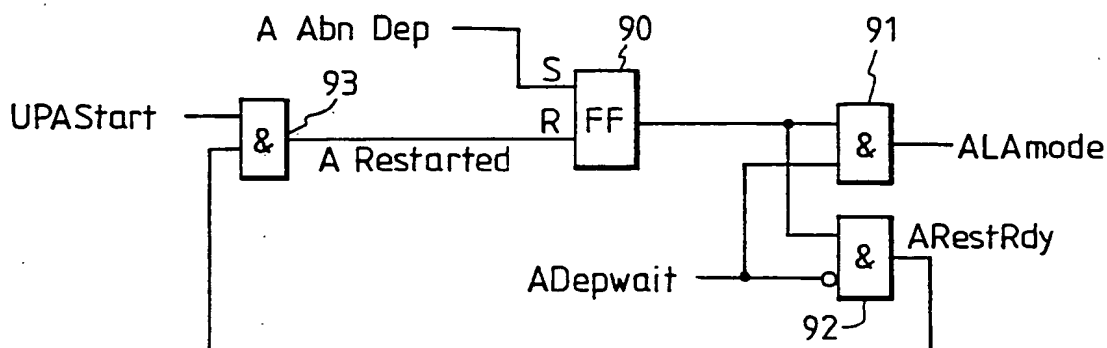 A Abn Dep
90
91
S
93
UPAStart
&
R
FF
&
ALAmode
A Restarted
ARestRdy
&
ADepwait
92